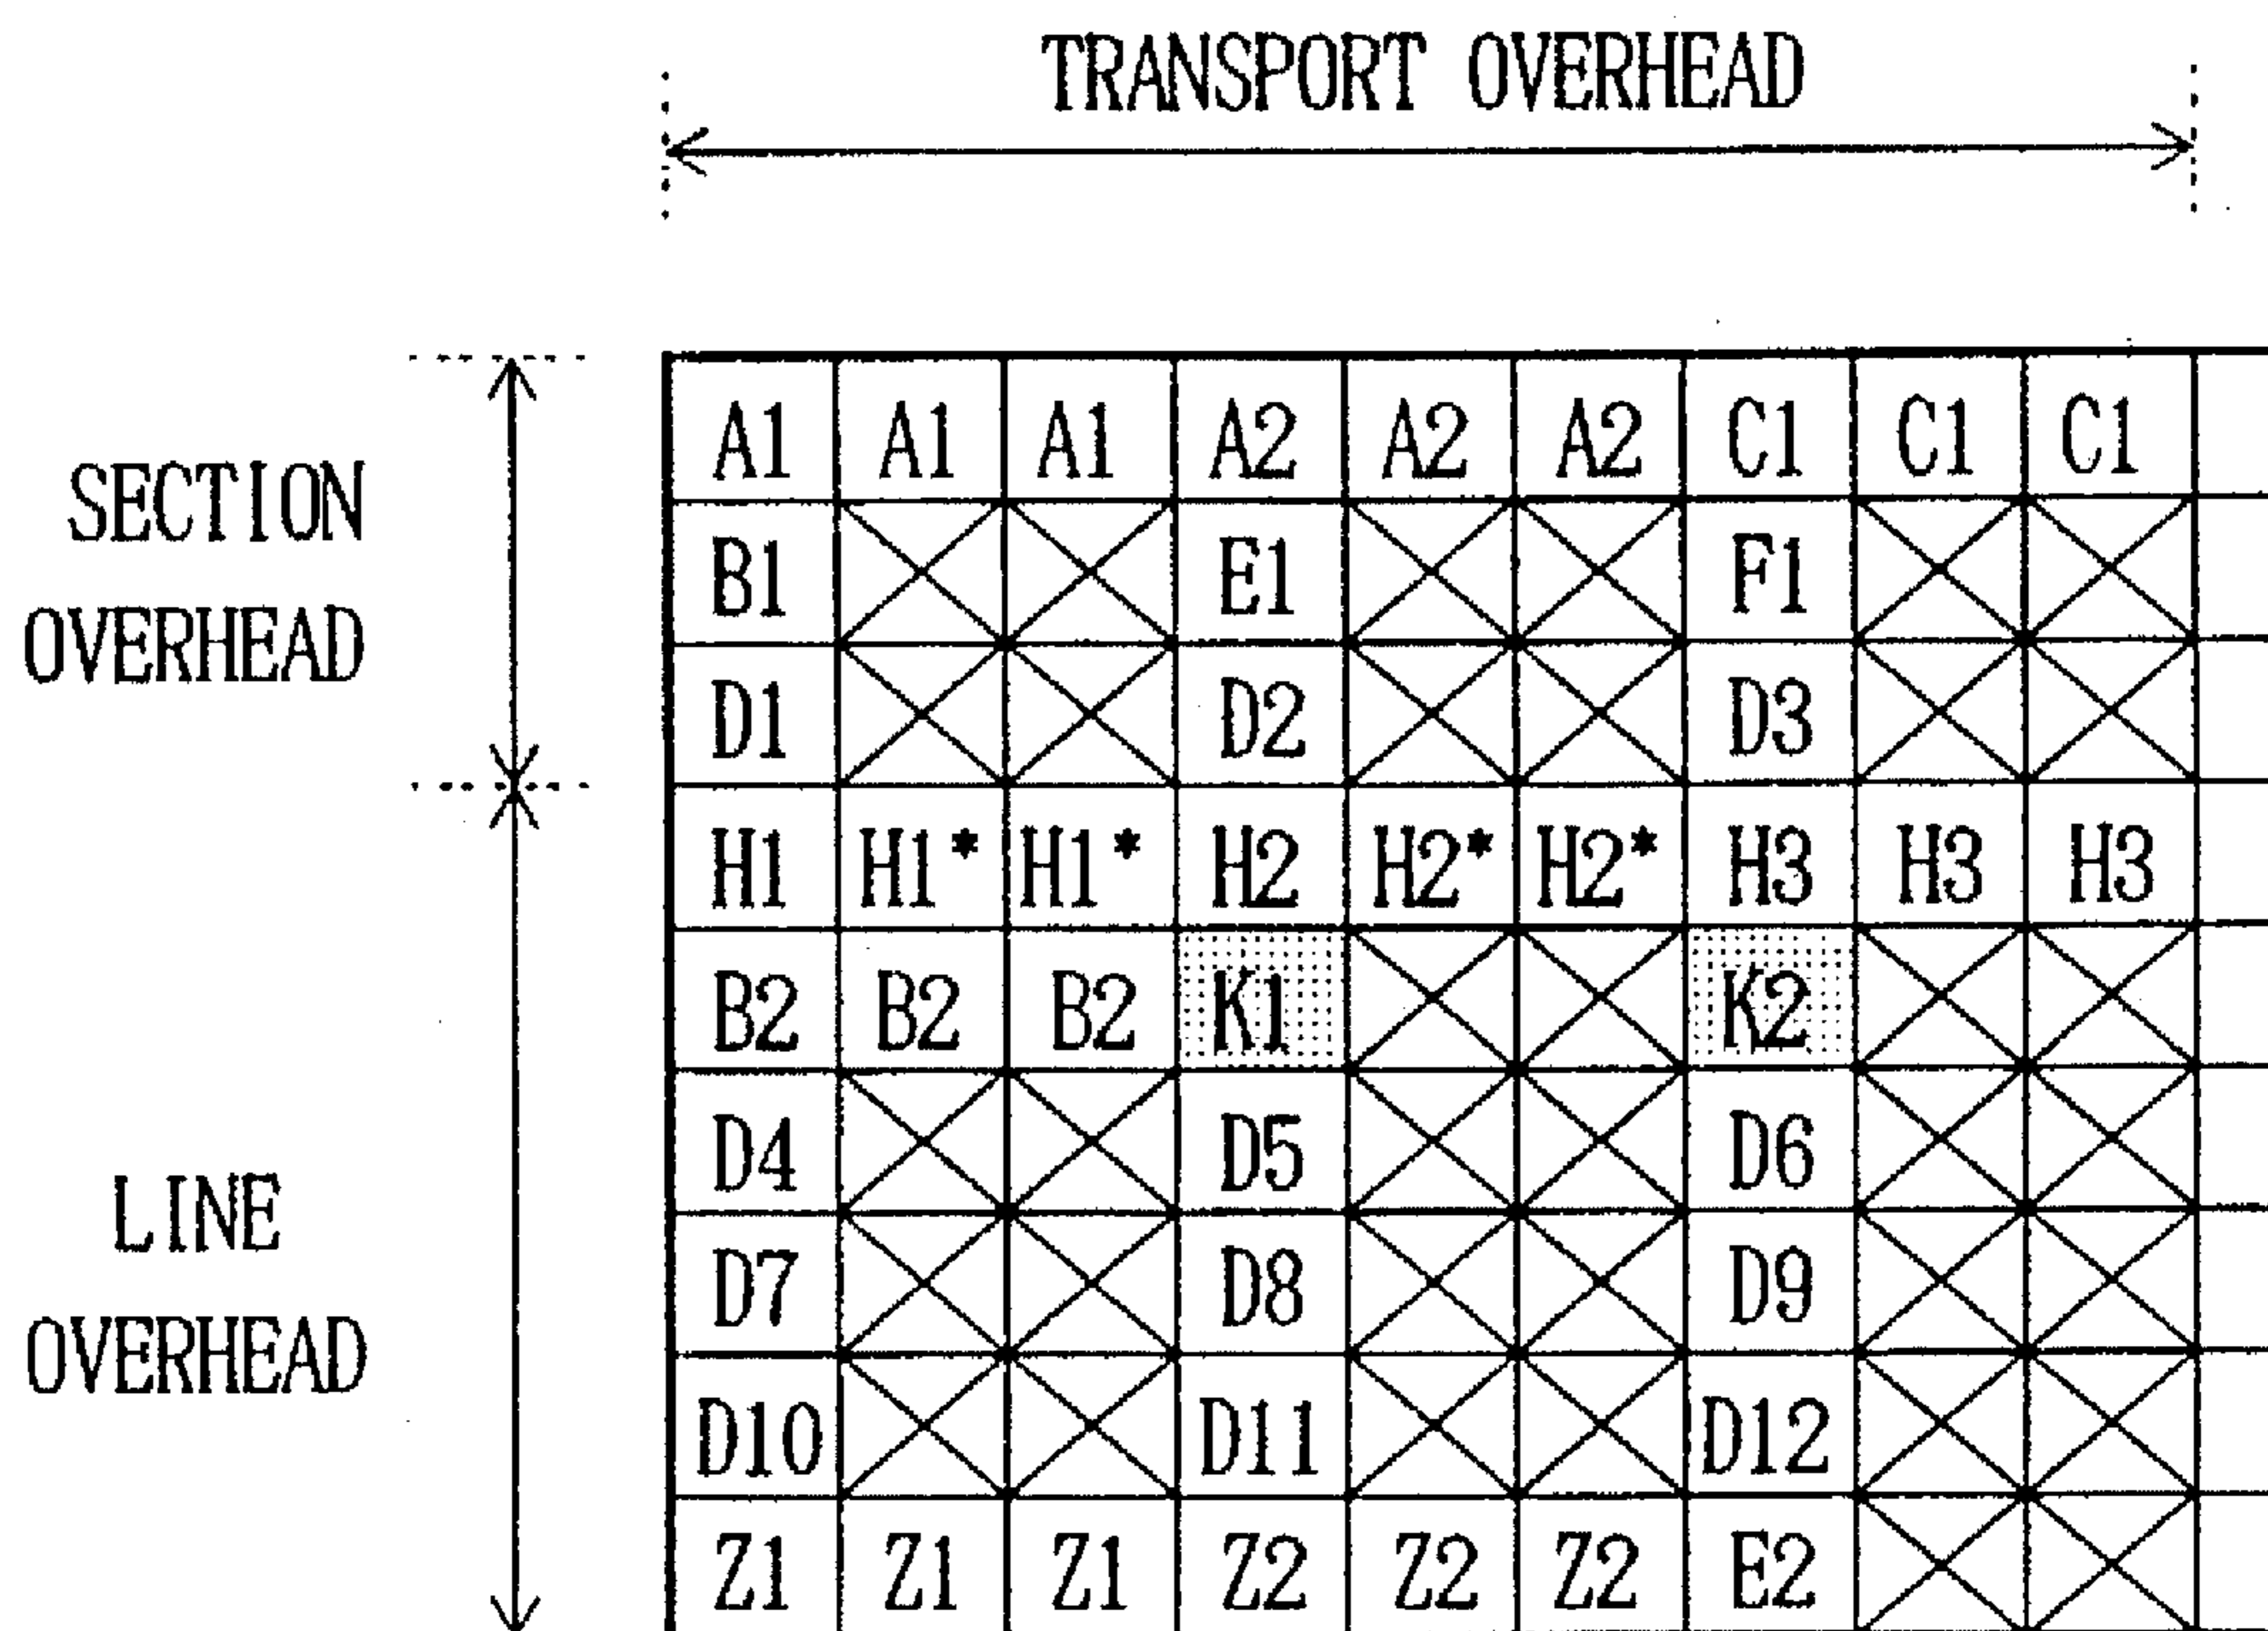 TRANSPORT OVERHEAD
SECTION
OVERHEAD
A1 A1 A1 A2 A2 A2 C1 C1 C1
B1 E1 F1
D1 D2 D3
H1 H1* H1* H2 H2* H2* H3 H3 H3
LINE
OVERHEAD
B2 B2 B2 K1 K2
D4 D5 D6
D7 D8 D9
D10 D11 D12
Z1 Z1 Z1 Z2 Z2 Z2 E2